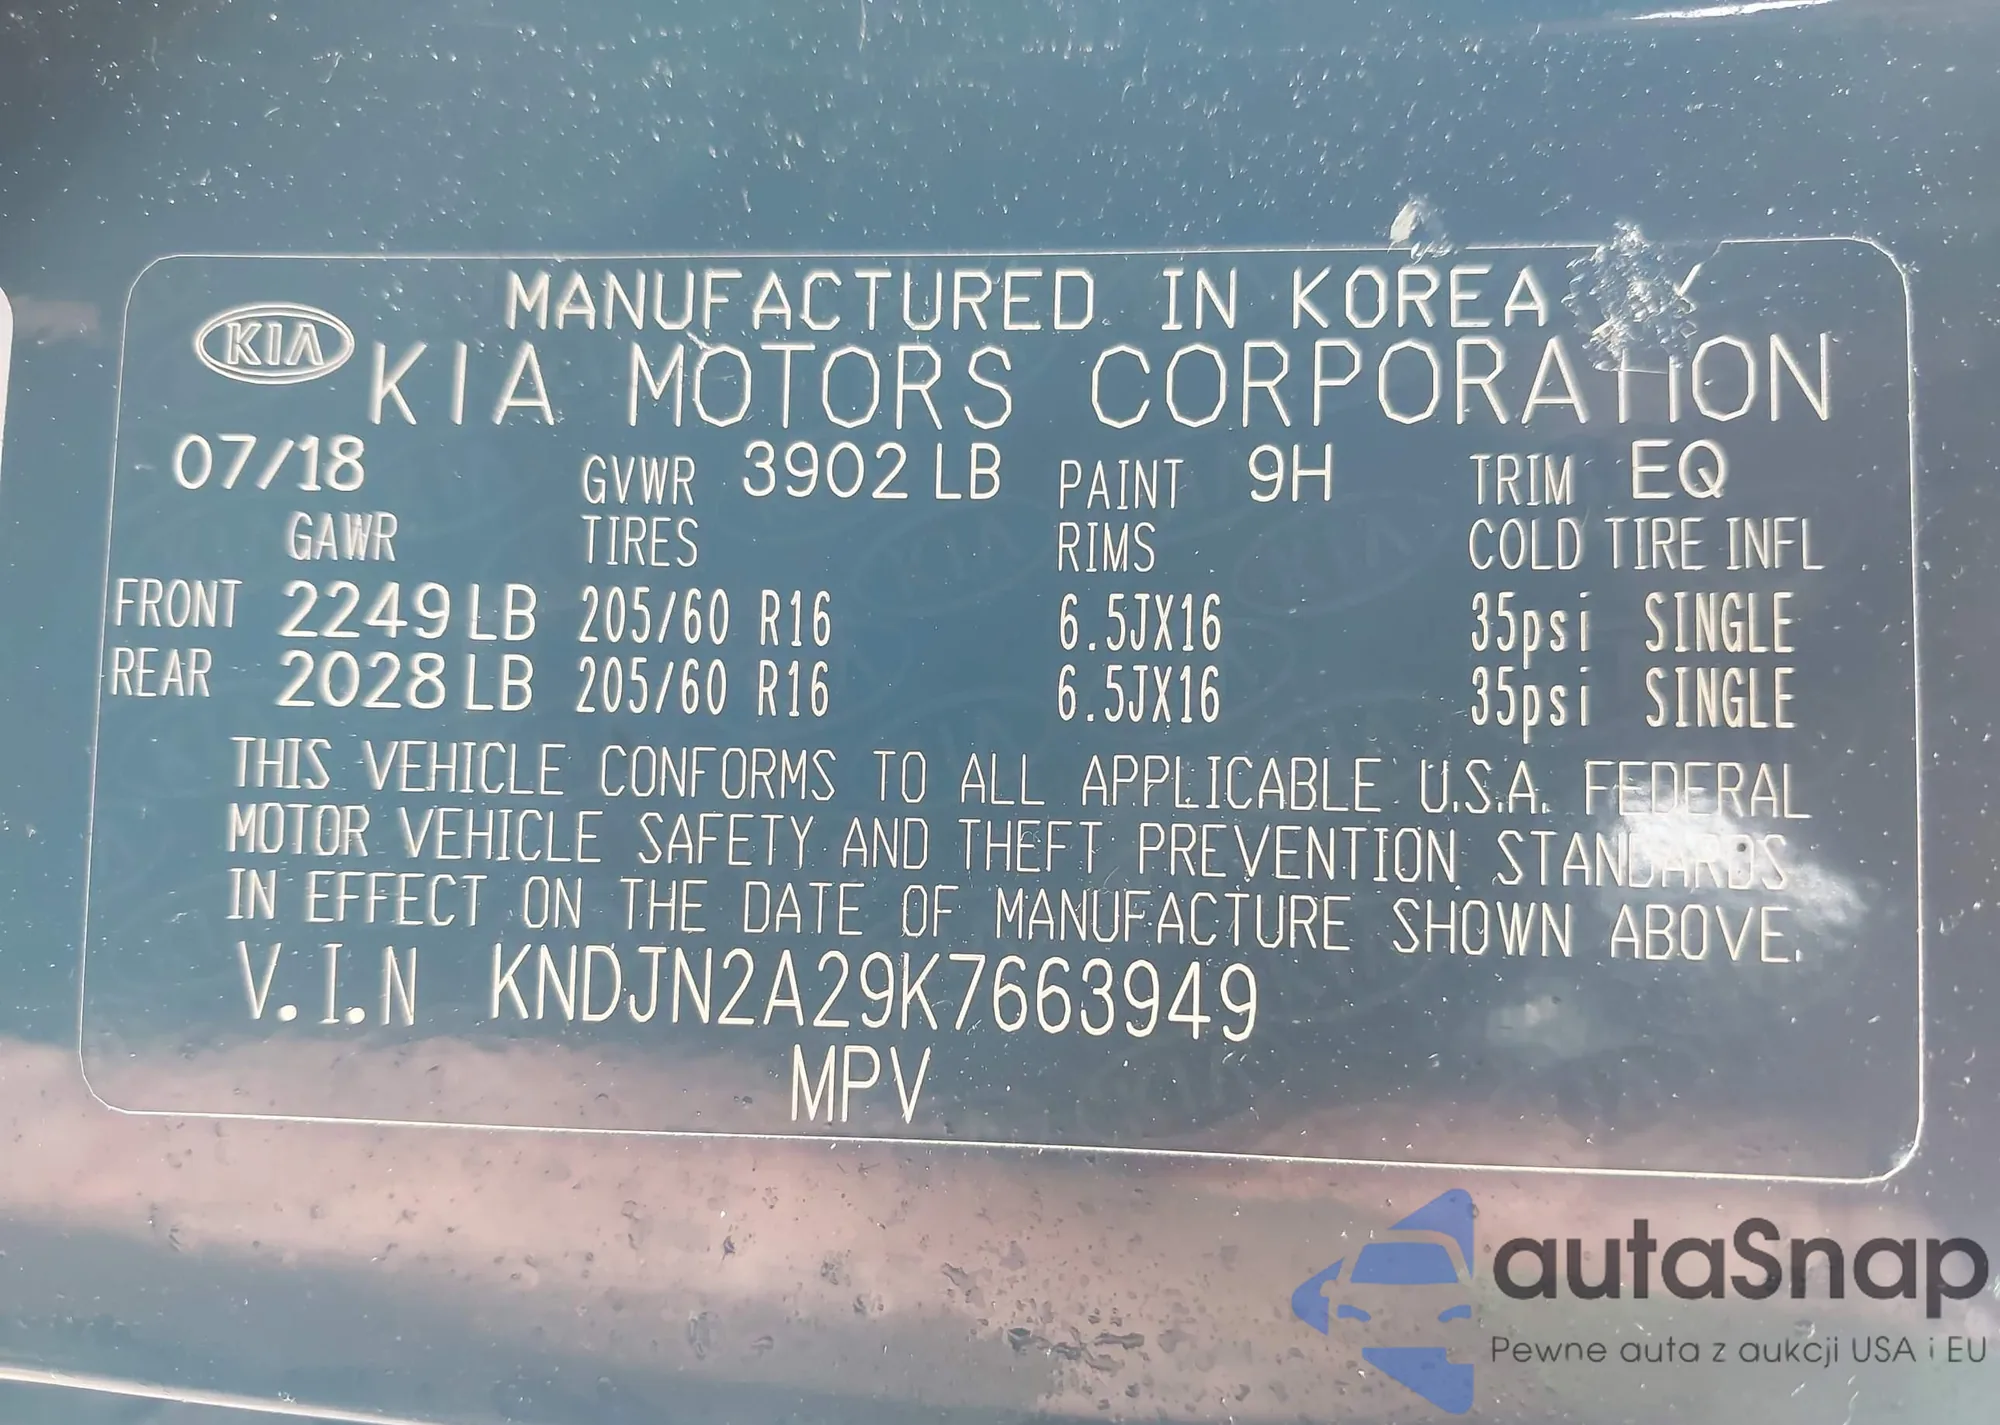 MANUFACTURED IN KOREA BY
KIA KIA MOTORS CORPORATION
07/18 GVWR 3902 LB PAINT 9H TRIM EQ
GAWR TIRES RIMS COLD TIRE INFL
FRONT 2249 LB 205/60 R16 6.5JX16 35psi SINGLE
REAR 2028 LB 205/60 R16 6.5JX16 35psi SINGLE
THIS VEHICLE CONFORMS TO ALL APPLICABLE U.S.A. FEDERAL
MOTOR VEHICLE SAFETY AND THEFT PREVENTION STANDARDS
IN EFFECT ON THE DATE OF MANUFACTURE SHOWN ABOVE.
V.I.N KNDJN2A29K7663949
MPV
autaSnap
Pewne auta z aukcji USA i EU